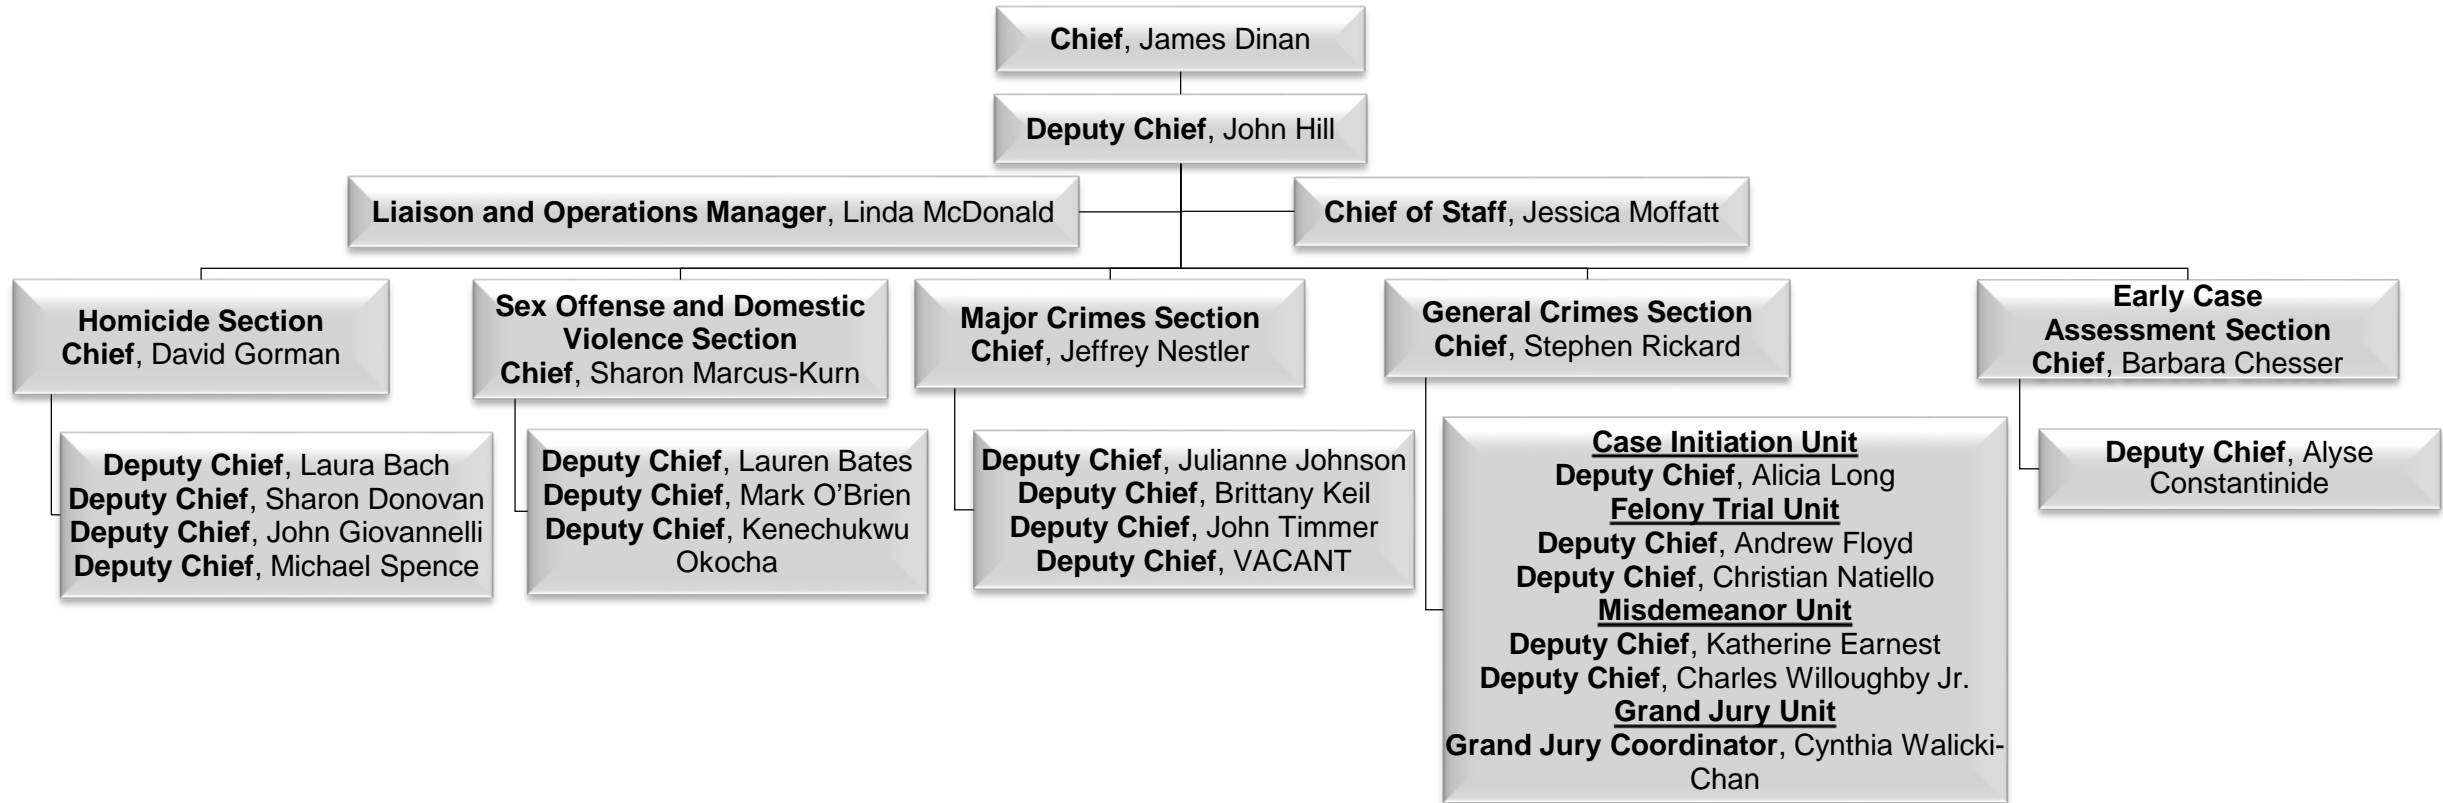 Chief, James Dinan
Deputy Chief, John Hill
Liaison and Operations Manager, Linda McDonald
Chief of Staff, Jessica Moffatt
Homicide Section
Chief, David Gorman
Sex Offense and Domestic
Violence Section
Chief, Sharon Marcus-Kurn
Major Crimes Section
Chief, Jeffrey Nestler
General Crimes Section
Chief, Stephen Rickard
Early Case
Assessment Section
Chief, Barbara Chesser
Deputy Chief, Laura Bach
Deputy Chief, Sharon Donovan
Deputy Chief, John Giovannelli
Deputy Chief, Michael Spence
Deputy Chief, Lauren Bates
Deputy Chief, Mark O'Brien
Deputy Chief, Kenechukwu
Okocha
Deputy Chief, Julianne Johnson
Deputy Chief, Brittany Keil
Deputy Chief, John Timmer
Deputy Chief, VACANT
Case Initiation Unit
Deputy Chief, Alicia Long
Felony Trial Unit
Deputy Chief, Andrew Floyd
Deputy Chief, Christian Natiello
Misdemeanor Unit
Deputy Chief, Katherine Earnest
Deputy Chief, Charles Willoughby Jr.
Grand Jury Unit
Grand Jury Coordinator, Cynthia Walicki-
Chan
Deputy Chief, Alyse
Constantinide